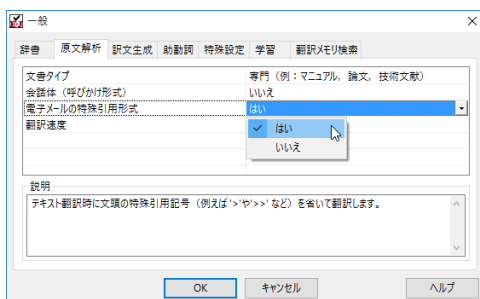 一般
辞書 原文解析 訳文生成 助動詞 特殊設定 学習 翻訳メモリ検索
文書タイプ 専門（例：マニュアル, 論文, 技術文献）
会話体（呼びかけ形式） いいえ
電子メールの特殊引用形式 はい
翻訳速度
はい
いいえ
説明
テキスト翻訳時に文頭の特殊引用記号（例えば'>'や'>>'など）を省いて翻訳します。
OK キャンセル ヘルプ